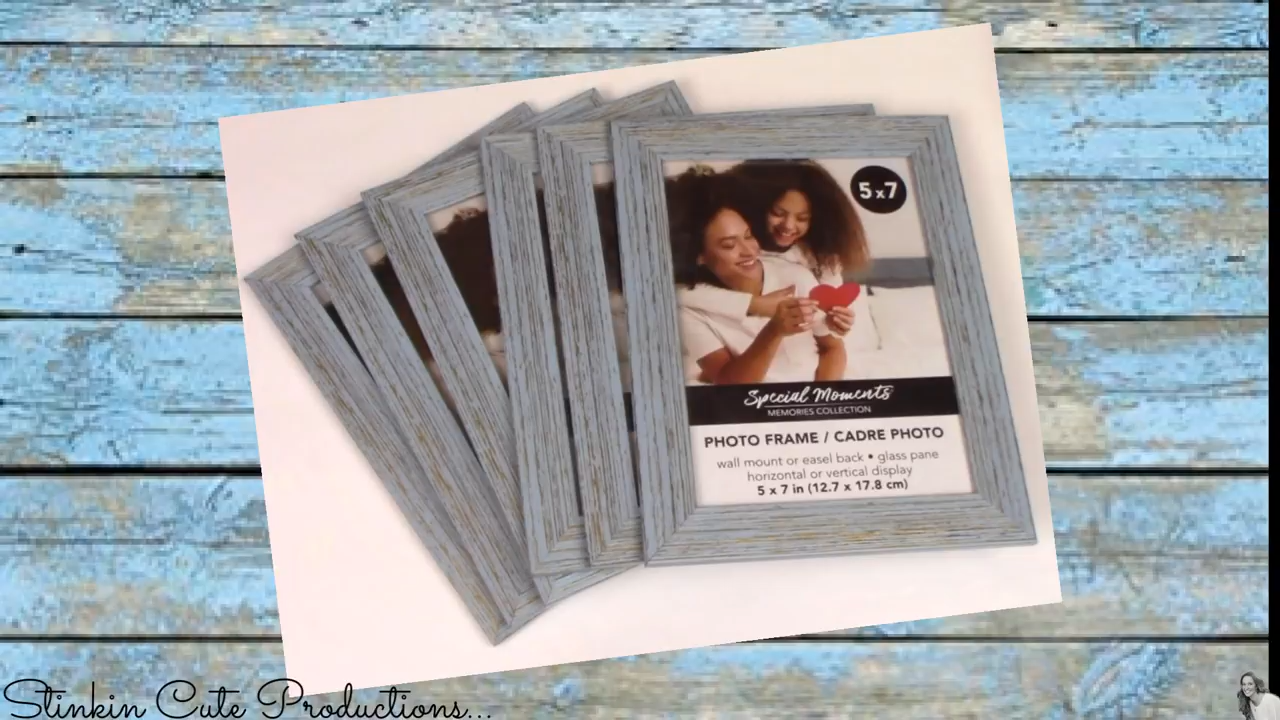 5x7
Special Moments
MEMORIES COLLECTION
PHOTO FRAME / CADRE PHOTO
wall mount or easel back • glass pane
horizontal or vertical display
5 x 7 in (12.7 x 17.8 cm)
Stinkin Cute Productions...